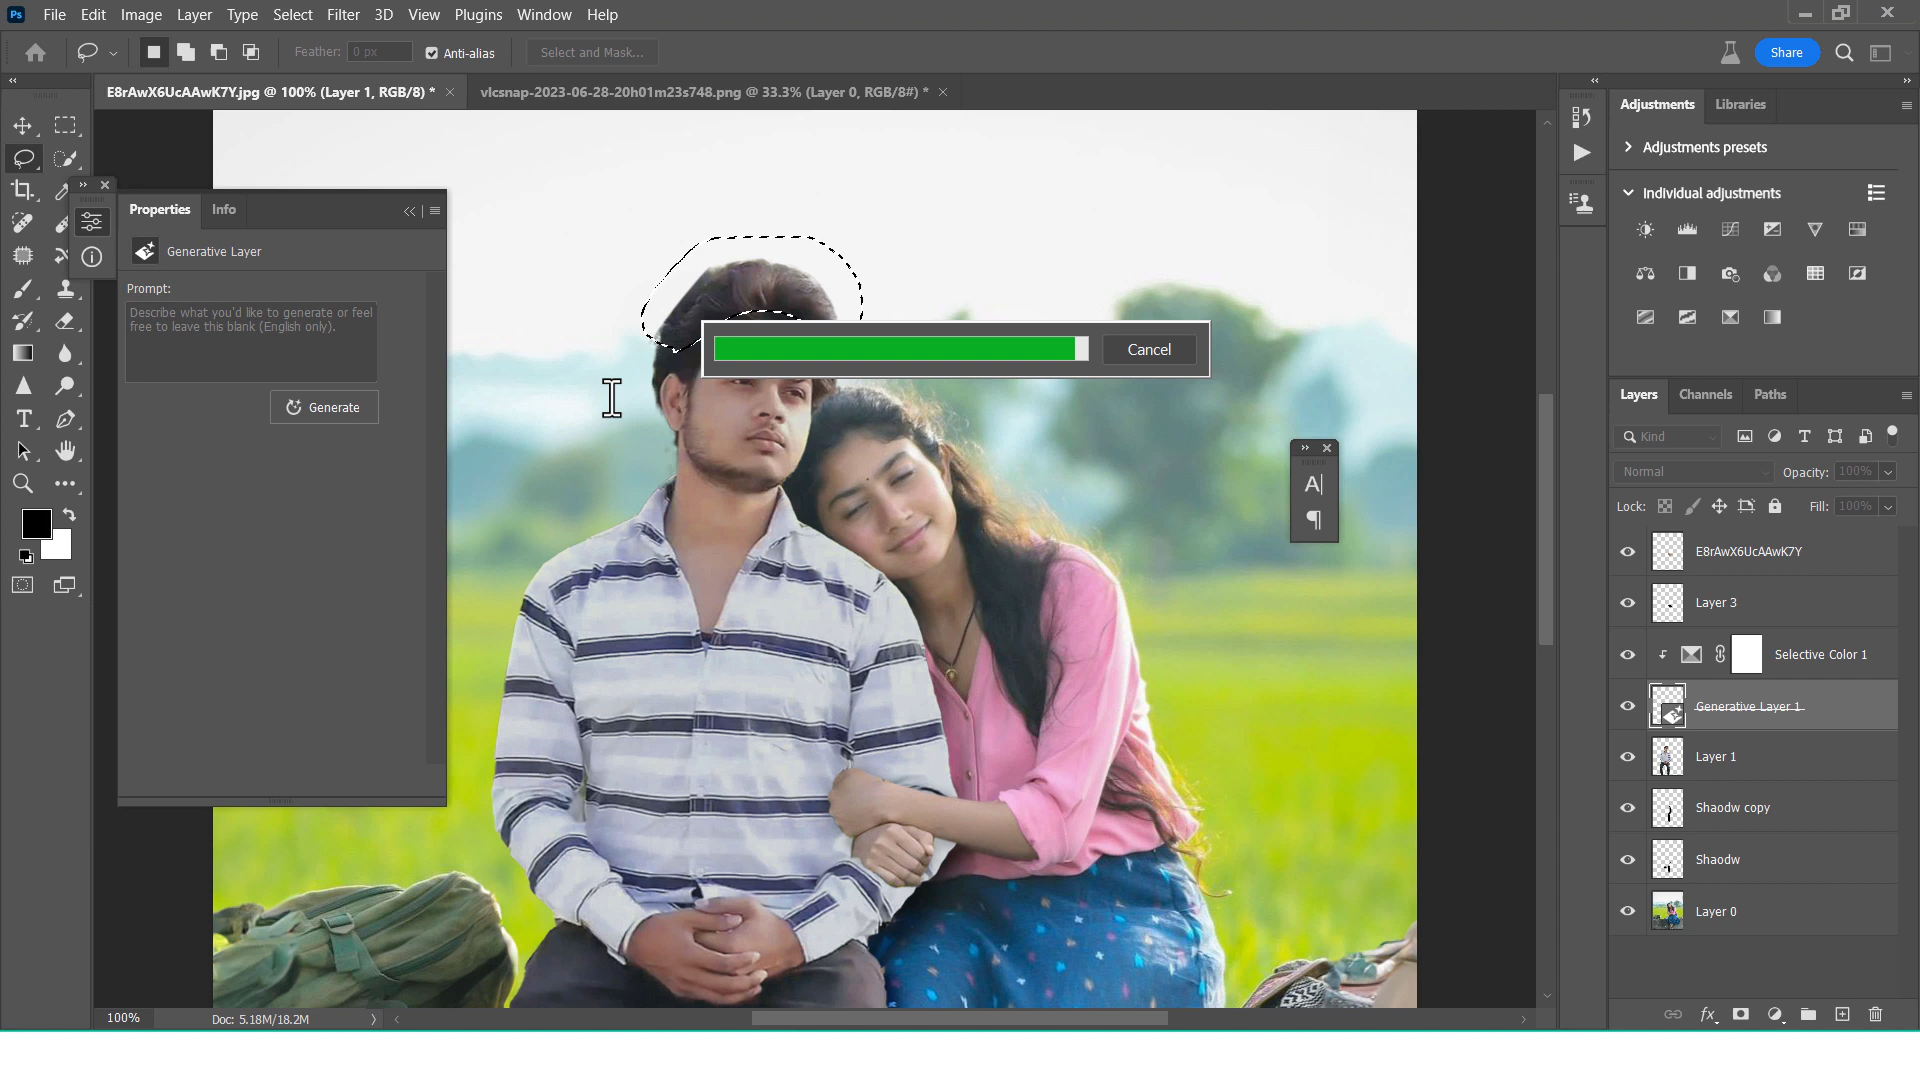 Ps File Edit Image Layer Type Select Filter 3D View Plugins Window Help
Feather: 0 px Anti-alias Select and Mask... Share
E8rAwX6UcAAwK7Y.jpg @ 100% (Layer 1, RGB/8) * vlcsnap-2023-06-28-20h01m23s748.png @ 33.3% (Layer 0, RGB/8#) *
Properties Info
Generative Layer
Prompt:
Describe what you'd like to generate or feel
free to leave this blank (English only).
Generate
Cancel
A
¶
Adjustments Libraries
Adjustments presets
Individual adjustments
Layers Channels Paths
Kind
Normal Opacity: 100%
Lock: Fill: 100%
E8rAwX6UcAAwK7Y
Layer 3
Selective Color 1
Generative Layer 1
Layer 1
Shaodw copy
Shaodw
Layer 0
fx
100% Doc: 5.18M/18.2M